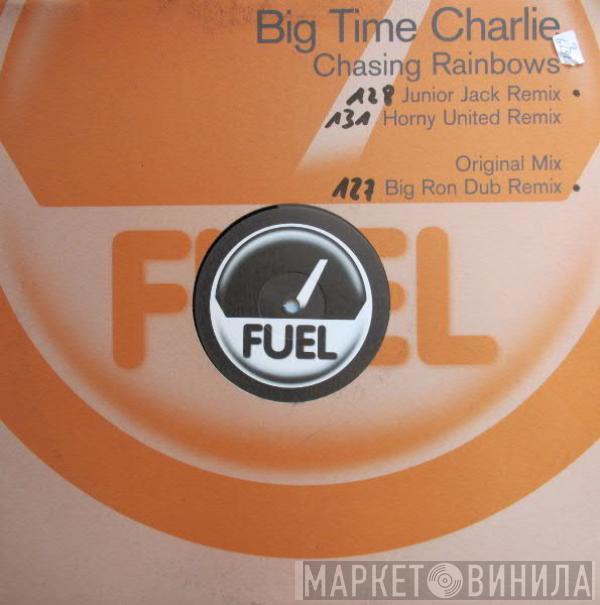 Big Time Charlie
Chasing Rainbows
128 Junior Jack Remix •
131 Horny United Remix
Original Mix
127 Big Ron Dub Remix •
FUEL
FUEL
МАРКЕТ ВИНИЛА